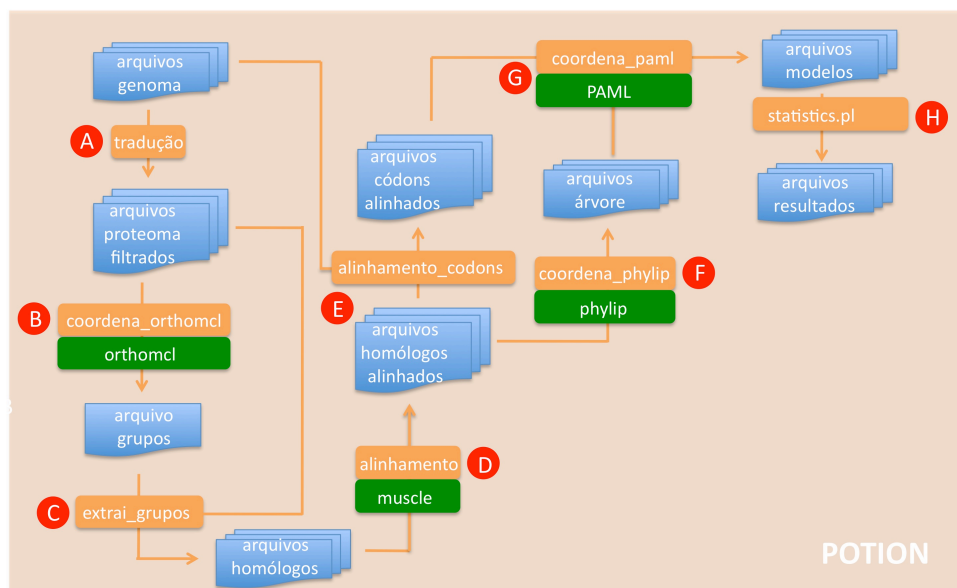 arquivos
genoma
A
tradução
arquivos
proteoma
filtrados
B
coordena_orthomcl
orthomcl
arquivo
grupos
C
extrai_grupos
arquivos
homólogos
D
alinhamento
muscle
arquivos
homólogos
alinhados
E
alinhamento_codons
arquivos
códons
alinhados
F
coordena_phylip
phylip
arquivos
árvore
G
coordena_paml
PAML
arquivos
modelos
H
statistics.pl
arquivos
resultados
POTION